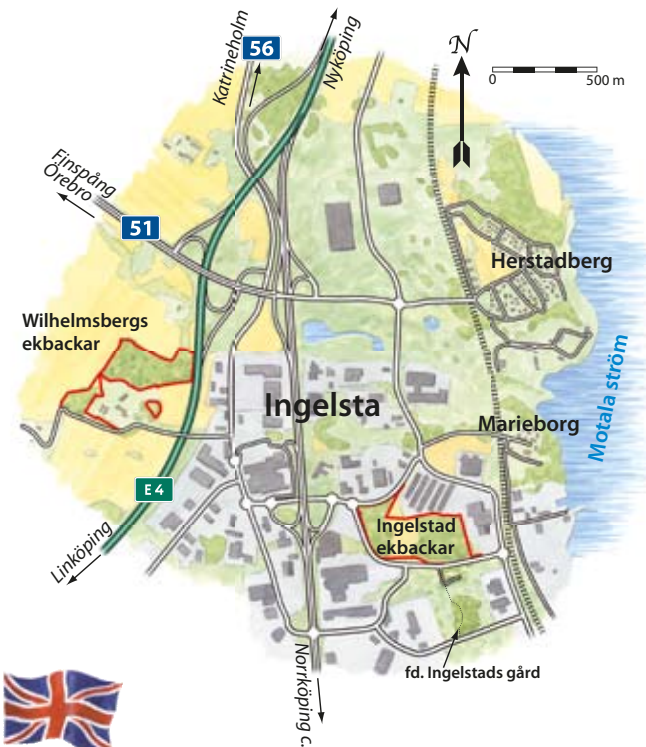 56
Katrineholm
Nyköping
N
0 500 m
Finspång
Örebro
51
Herstadberg
Wilhelmsbergs
ekbackar
Ingelsta
Motala ström
Marieborg
E 4
Ingelstad
ekbackar
Linköping
fd. Ingelstads gård
Norrköping c.